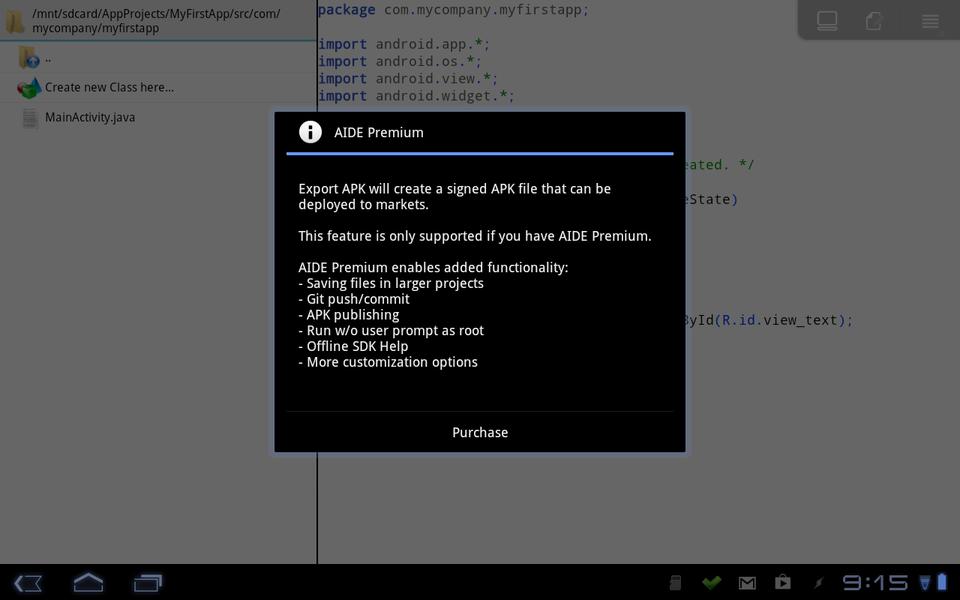 /mnt/sdcard/AppProjects/MyFirstApp/src/com/
mycompany/myfirstapp
..
Create new Class here...
MainActivity.java
package com.mycompany.myfirstapp;
import android.app.*;
import android.os.*;
import android.view.*;
import android.widget.*;
eated. */
eState)
ById(R.id.view_text);
AIDE Premium
Export APK will create a signed APK file that can be
deployed to markets.
This feature is only supported if you have AIDE Premium.
AIDE Premium enables added functionality:
- Saving files in larger projects
- Git push/commit
- APK publishing
- Run w/o user prompt as root
- Offline SDK Help
- More customization options
Purchase
9:15